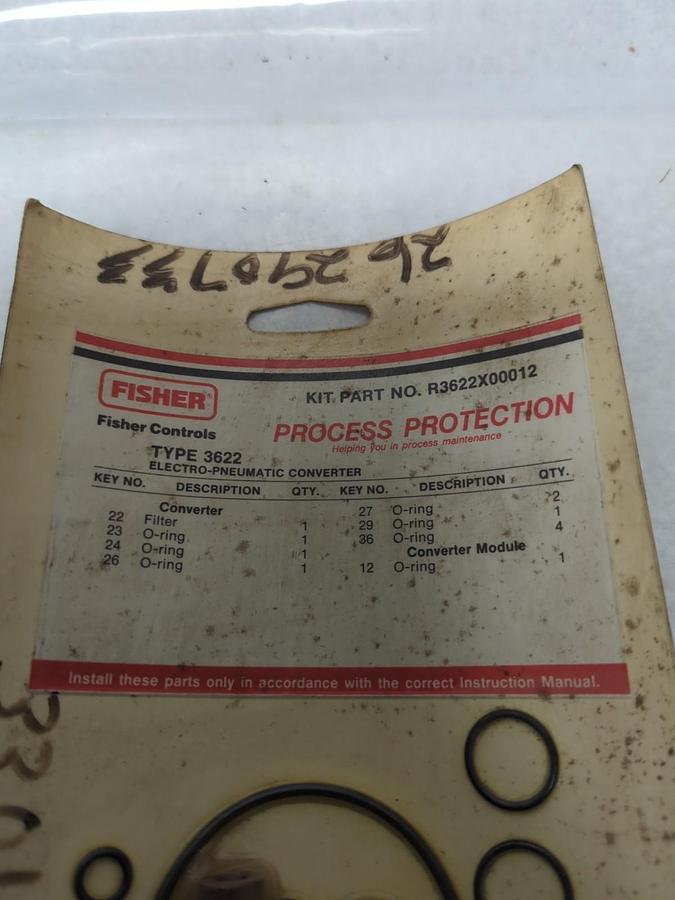 26 290733
FISHER®
Fisher Controls
KIT PART NO. R3622X00012
PROCESS PROTECTION
Helping you in process maintenance
TYPE 3622
ELECTRO-PNEUMATIC CONVERTER
KEY NO. DESCRIPTION QTY. KEY NO. DESCRIPTION QTY.
Converter 27 O-ring 2
22 Filter 1 29 O-ring 1
23 O-ring 1 36 O-ring 4
24 O-ring 1 Converter Module
26 O-ring 1 12 O-ring 1
Install these parts only in accordance with the correct Instruction Manual.